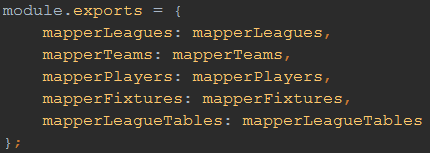 module.exports = {
    mapperLeagues: mapperLeagues,
    mapperTeams: mapperTeams,
    mapperPlayers: mapperPlayers,
    mapperFixtures: mapperFixtures,
    mapperLeagueTables: mapperLeagueTables
};